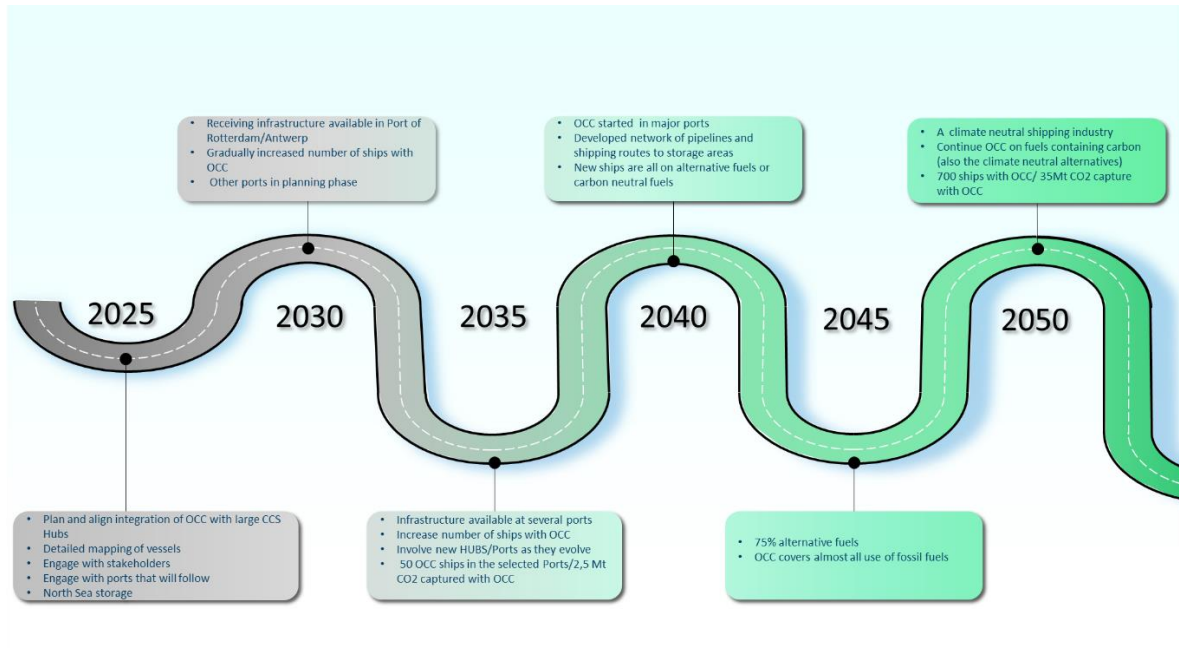 • Receiving infrastructure available in Port of
Rotterdam/Antwerp
• Gradually increased number of ships with
OCC
• Other ports in planning phase
• OCC started in major ports
• Developed network of pipelines and
shipping routes to storage areas
• New ships are all on alternative fuels or
carbon neutral fuels
• A climate neutral shipping industry
• Continue OCC on fuels containing carbon
(also the climate neutral alternatives)
• 700 ships with OCC/ 35Mt CO2 capture
with OCC
2025
2030
2035
2040
2045
2050
• Plan and align integration of OCC with large CCS
Hubs
• Detailed mapping of vessels
• Engage with stakeholders
• Engage with ports that will follow
• North Sea storage
• Infrastructure available at several ports
• Increase number of ships with OCC
• Involve new HUBS/Ports as they evolve
• 50 OCC ships in the selected Ports/2,5 Mt
CO2 captured with OCC
• 75% alternative fuels
• OCC covers almost all use of fossil fuels